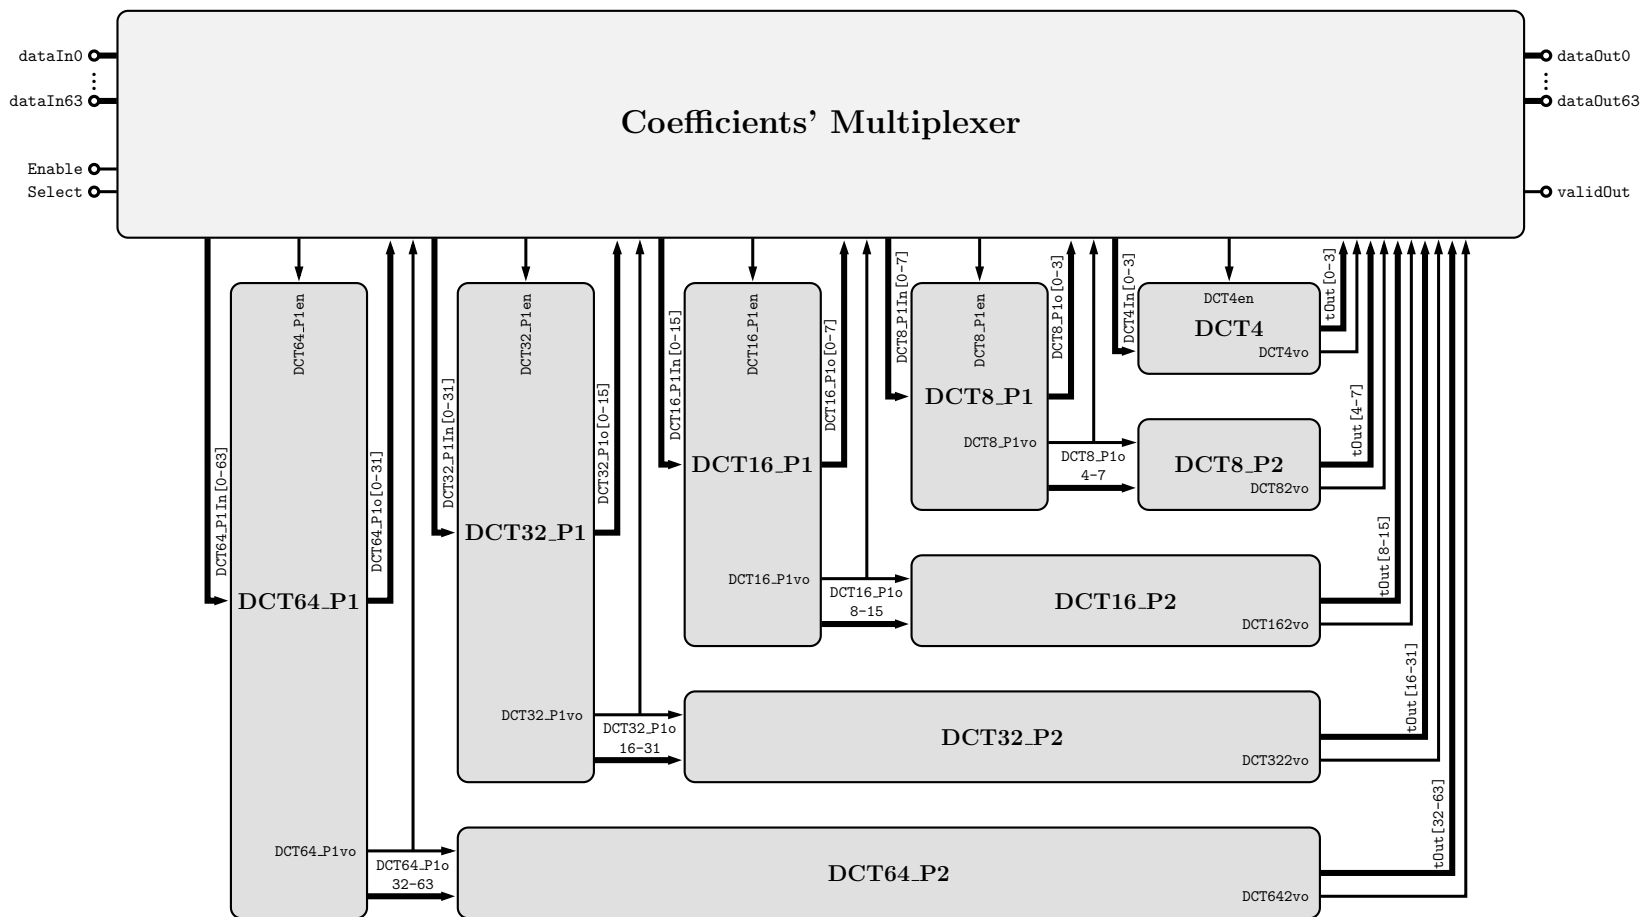 dataIn0
dataIn63
Enable
Select
Coefficients' Multiplexer
dataOut0
dataOut63
validOut
DCT64_P1In[0-63]
DCT64_P1en
DCT64_P1
DCT64_P1vo
DCT64_P1o[0-31]
DCT64_P1o
32-63
DCT32_P1In[0-31]
DCT32_P1en
DCT32_P1
DCT32_P1vo
DCT32_P1o[0-15]
DCT32_P1o
16-31
DCT16_P1In[0-15]
DCT16_P1en
DCT16_P1
DCT16_P1vo
DCT16_P1o[0-7]
DCT16_P1o
8-15
DCT8_P1In[0-7]
DCT8_P1en
DCT8_P1
DCT8_P1vo
DCT8_P1o[0-3]
DCT8_P1o
4-7
DCT4In[0-3]
DCT4en
DCT4
DCT4vo
tOut[0-3]
DCT8_P2
DCT82vo
tOut[4-7]
DCT16_P2
DCT162vo
tOut[8-15]
DCT32_P2
DCT322vo
tOut[16-31]
DCT64_P2
DCT642vo
tOut[32-63]